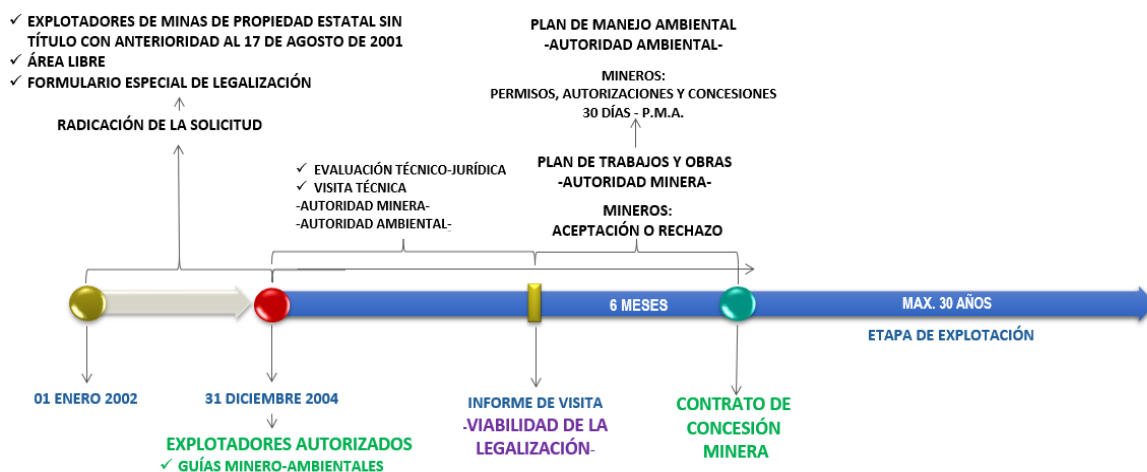 ✓ EXPLOTADORES DE MINAS DE PROPIEDAD ESTATAL SIN
TÍTULO CON ANTERIORIDAD AL 17 DE AGOSTO DE 2001
✓ ÁREA LIBRE
✓ FORMULARIO ESPECIAL DE LEGALIZACIÓN
RADICACIÓN DE LA SOLICITUD
✓ EVALUACIÓN TÉCNICO-JURÍDICA
✓ VISITA TÉCNICA
-AUTORIDAD MINERA-
-AUTORIDAD AMBIENTAL-
PLAN DE MANEJO AMBIENTAL
-AUTORIDAD AMBIENTAL-
MINEROS:
PERMISOS, AUTORIZACIONES Y CONCESIONES
30 DÍAS - P.M.A.
PLAN DE TRABAJOS Y OBRAS
-AUTORIDAD MINERA-
MINEROS:
ACEPTACIÓN O RECHAZO
6 MESES
MAX. 30 AÑOS
ETAPA DE EXPLOTACIÓN
01 ENERO 2002
31 DICIEMBRE 2004
EXPLOTADORES AUTORIZADOS
✓ GUÍAS MINERO-AMBIENTALES
INFORME DE VISITA
-VIABILIDAD DE LA
LEGALIZACIÓN-
CONTRATO DE
CONCESIÓN
MINERA